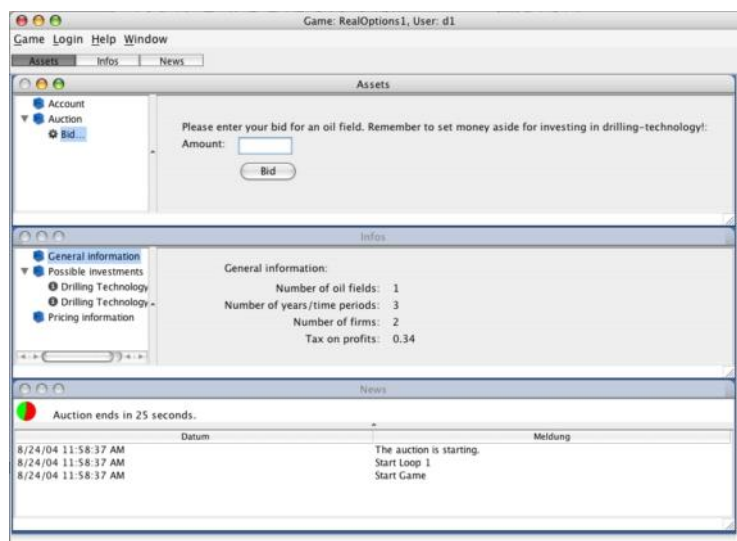 Game: RealOptions1, User: d1
Game Login Help Window
Assets Infos News
Assets
Account
Auction
Bid...
Please enter your bid for an oil field. Remember to set money aside for investing in drilling-technology!:
Amount:
Bid
Infos
General information
Possible investments
Drilling Technology
Drilling Technology
Pricing information
General information:
Number of oil fields: 1
Number of years/time periods: 3
Number of firms: 2
Tax on profits: 0.34
News
Auction ends in 25 seconds.
Datum Meldung
8/24/04 11:58:37 AM The auction is starting.
8/24/04 11:58:37 AM Start Loop 1
8/24/04 11:58:37 AM Start Game